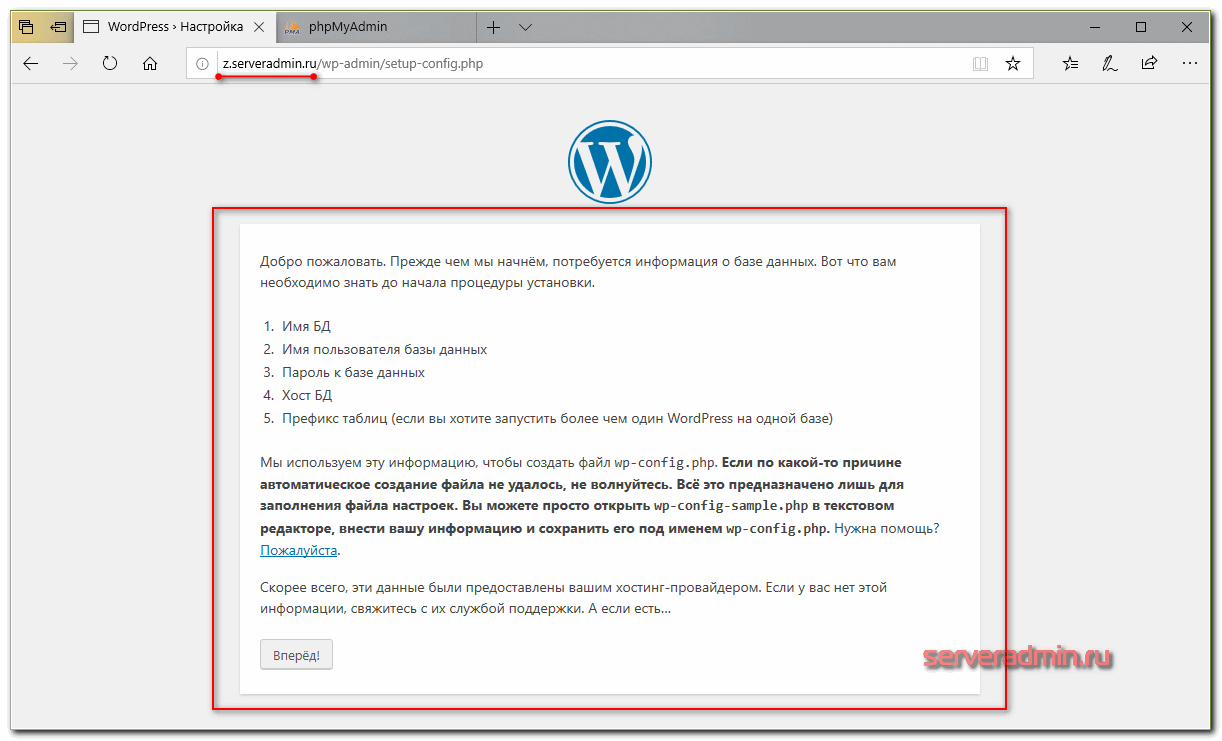 WordPress › Настройка
phpMyAdmin
z.serveradmin.ru/wp-admin/setup-config.php
Добро пожаловать. Прежде чем мы начнём, потребуется информация о базе данных. Вот что вам
необходимо знать до начала процедуры установки.
1. Имя БД
2. Имя пользователя базы данных
3. Пароль к базе данных
4. Хост БД
5. Префикс таблиц (если вы хотите запустить более чем один WordPress на одной базе)
Мы используем эту информацию, чтобы создать файл wp-config.php. Если по какой-то причине
автоматическое создание файла не удалось, не волнуйтесь. Всё это предназначено лишь для
заполнения файла настроек. Вы можете просто открыть wp-config-sample.php в текстовом
редакторе, внести вашу информацию и сохранить его под именем wp-config.php. Нужна помощь?
Пожалуйста.
Скорее всего, эти данные были предоставлены вашим хостинг-провайдером. Если у вас нет этой
информации, свяжитесь с их службой поддержки. А если есть…
Вперёд!
serveradmin.ru